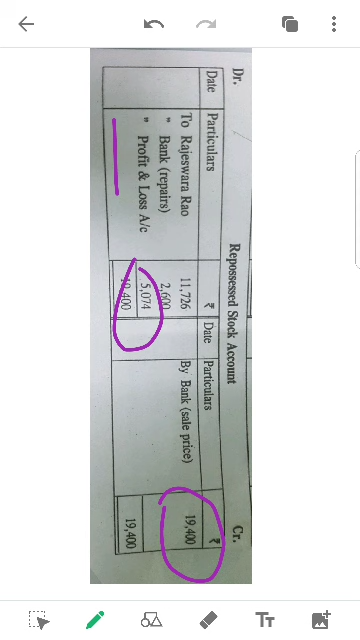 Repossessed Stock Account
Dr. Cr.
Date Particulars ₹ Date Particulars ₹
To Rajeswara Rao 11,726 By Bank (sale price) 19,400
" Bank (repairs) 2,600
" Profit & Loss A/c 5,074
19,400 19,400
TT